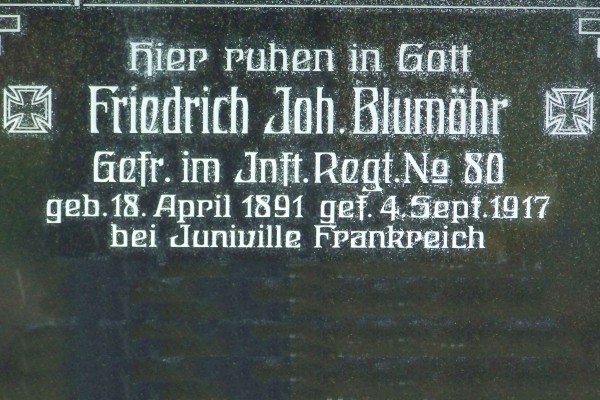 Hier ruhen in Gott
Friedrich Joh. Blumöhr
Gefr. im Inft. Regt. No 80
geb. 18. April 1891 gef. 4. Sept. 1917
bei Juniville Frankreich